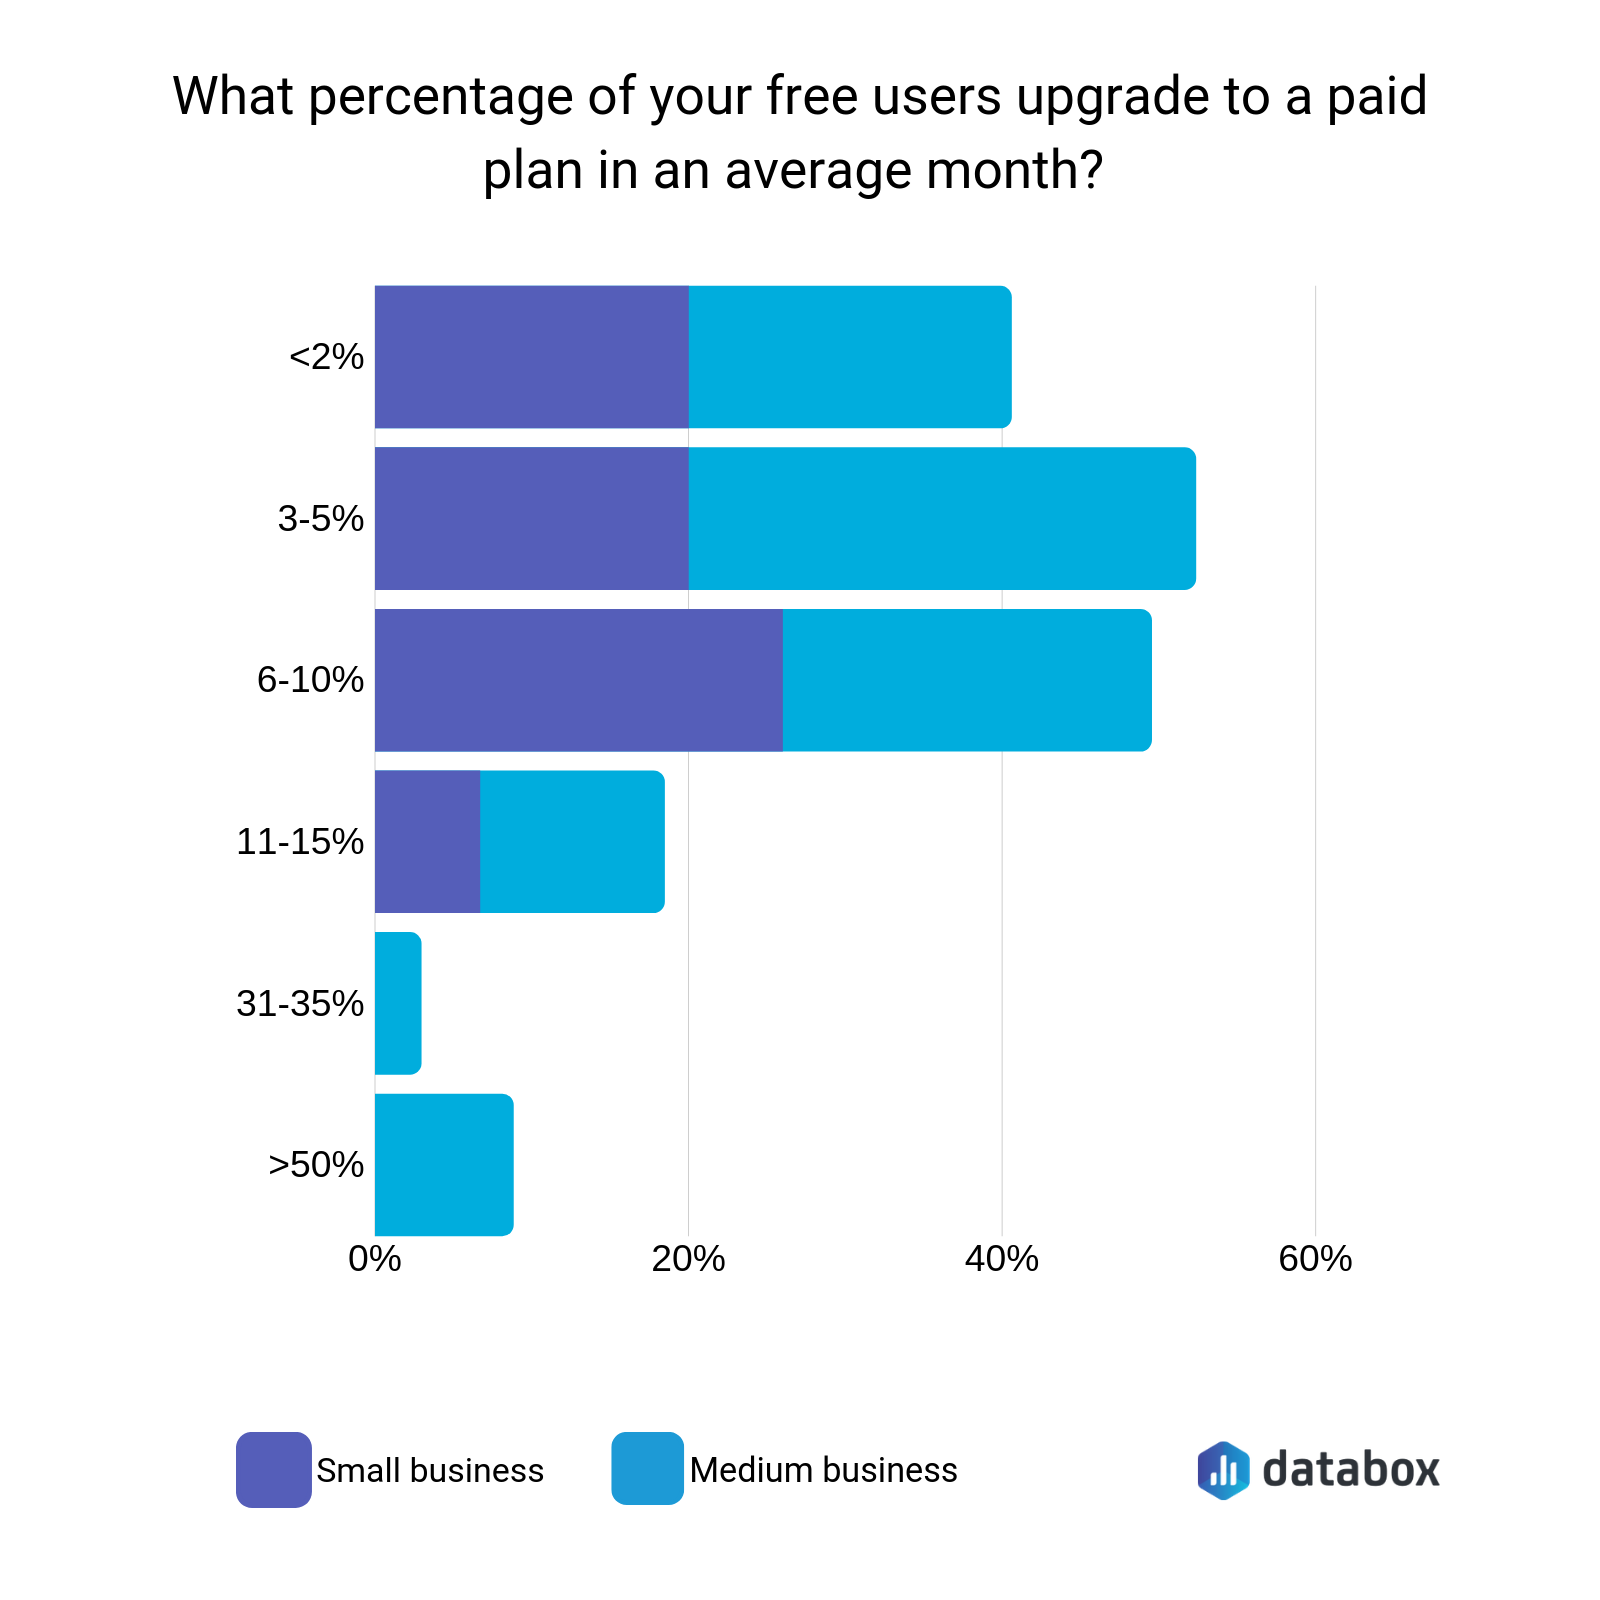 What percentage of your free users upgrade to a paid
plan in an average month?
<2%
3-5%
6-10%
11-15%
31-35%
>50%
0% 20% 40% 60%
Small business Medium business databox